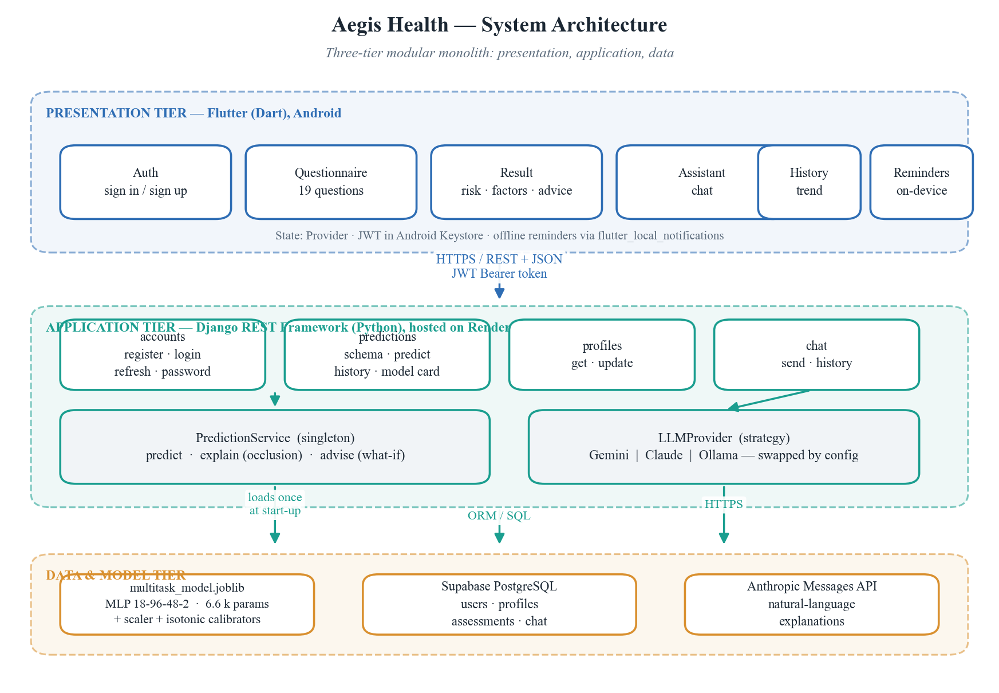 Aegis Health — System Architecture
Three-tier modular monolith: presentation, application, data
PRESENTATION TIER — Flutter (Dart), Android
Auth
sign in / sign up
Questionnaire
19 questions
Result
risk · factors · advice
Assistant
chat
History
trend
Reminders
on-device
State: Provider · JWT in Android Keystore · offline reminders via flutter_local_notifications
HTTPS / REST + JSON
JWT Bearer token
APPLICATION TIER — Django REST Framework (Python), hosted on Render
accounts
register · login
refresh · password
predictions
schema · predict
history · model card
profiles
get · update
chat
send · history
PredictionService (singleton)
predict · explain (occlusion) · advise (what-if)
LLMProvider (strategy)
Gemini | Claude | Ollama — swapped by config
loads once
at start-up
ORM / SQL
HTTPS
DATA & MODEL TIER
multitask_model.joblib
MLP 18-96-48-2 · 6.6 k params
+ scaler + isotonic calibrators
Supabase PostgreSQL
users · profiles
assessments · chat
Anthropic Messages API
natural-language
explanations